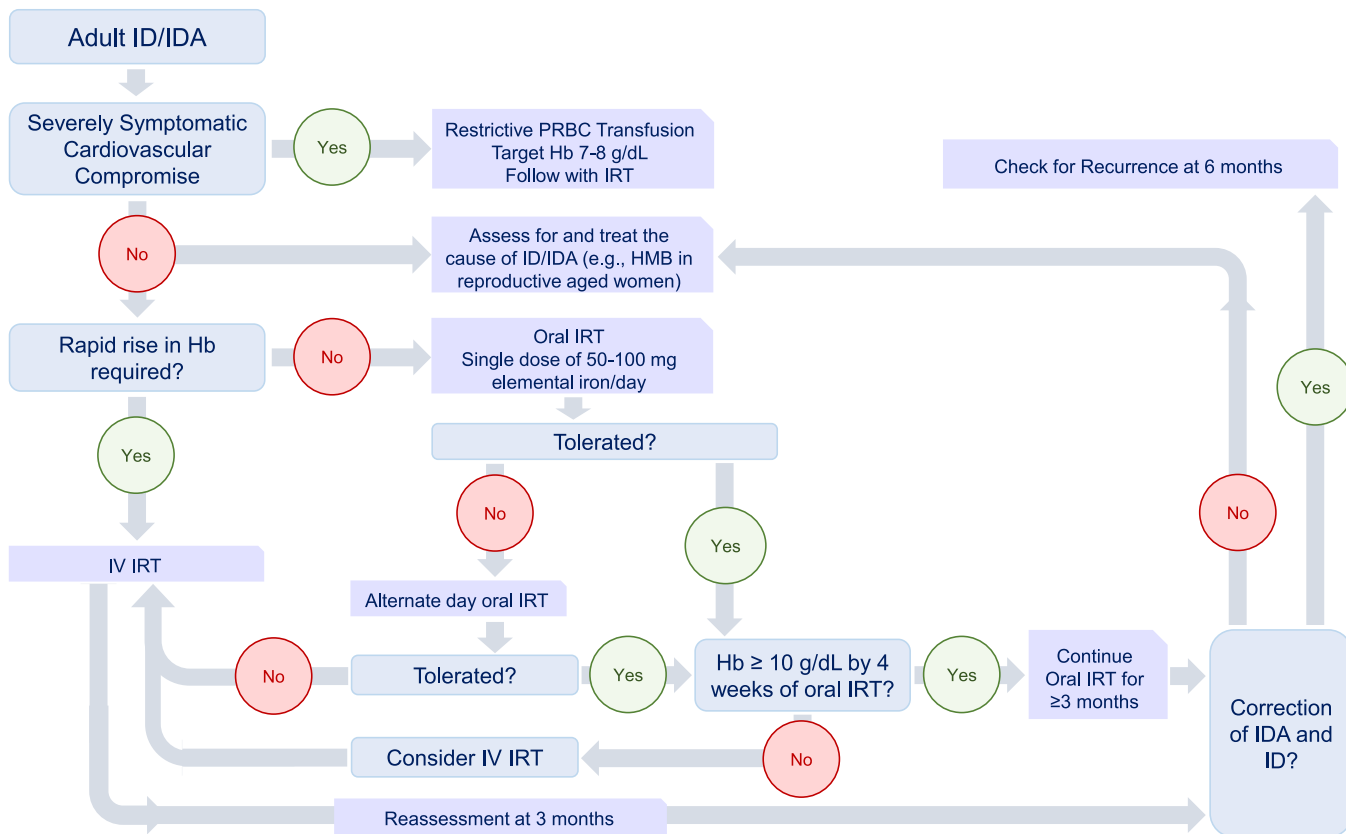 Adult ID/IDA
Severely Symptomatic
Cardiovascular
Compromise
Yes
Restrictive PRBC Transfusion
Target Hb 7-8 g/dL
Follow with IRT
Check for Recurrence at 6 months
No
Assess for and treat the
cause of ID/IDA (e.g., HMB in
reproductive aged women)
Rapid rise in Hb
required?
No
Oral IRT
Single dose of 50-100 mg
elemental iron/day
Yes
Yes
Tolerated?
No
Yes
No
IV IRT
Alternate day oral IRT
No
Tolerated?
Yes
Hb ≥ 10 g/dL by 4
weeks of oral IRT?
Yes
Continue
Oral IRT for
≥3 months
Correction
of IDA and
ID?
Consider IV IRT
No
Reassessment at 3 months